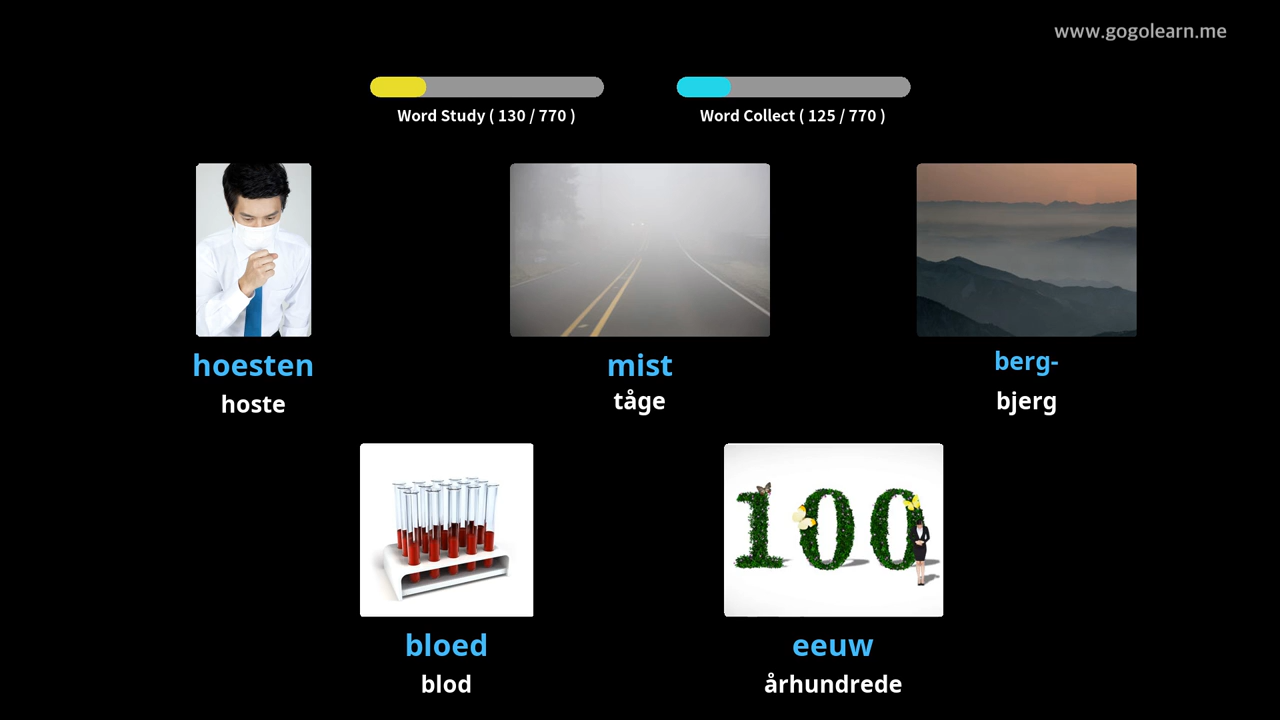 www.gogolearn.me
Word Study ( 130 / 770 )
Word Collect ( 125 / 770 )
hoesten
hoste
mist
tåge
berg-
bjerg
100
bloed
blod
eeuw
århundrede